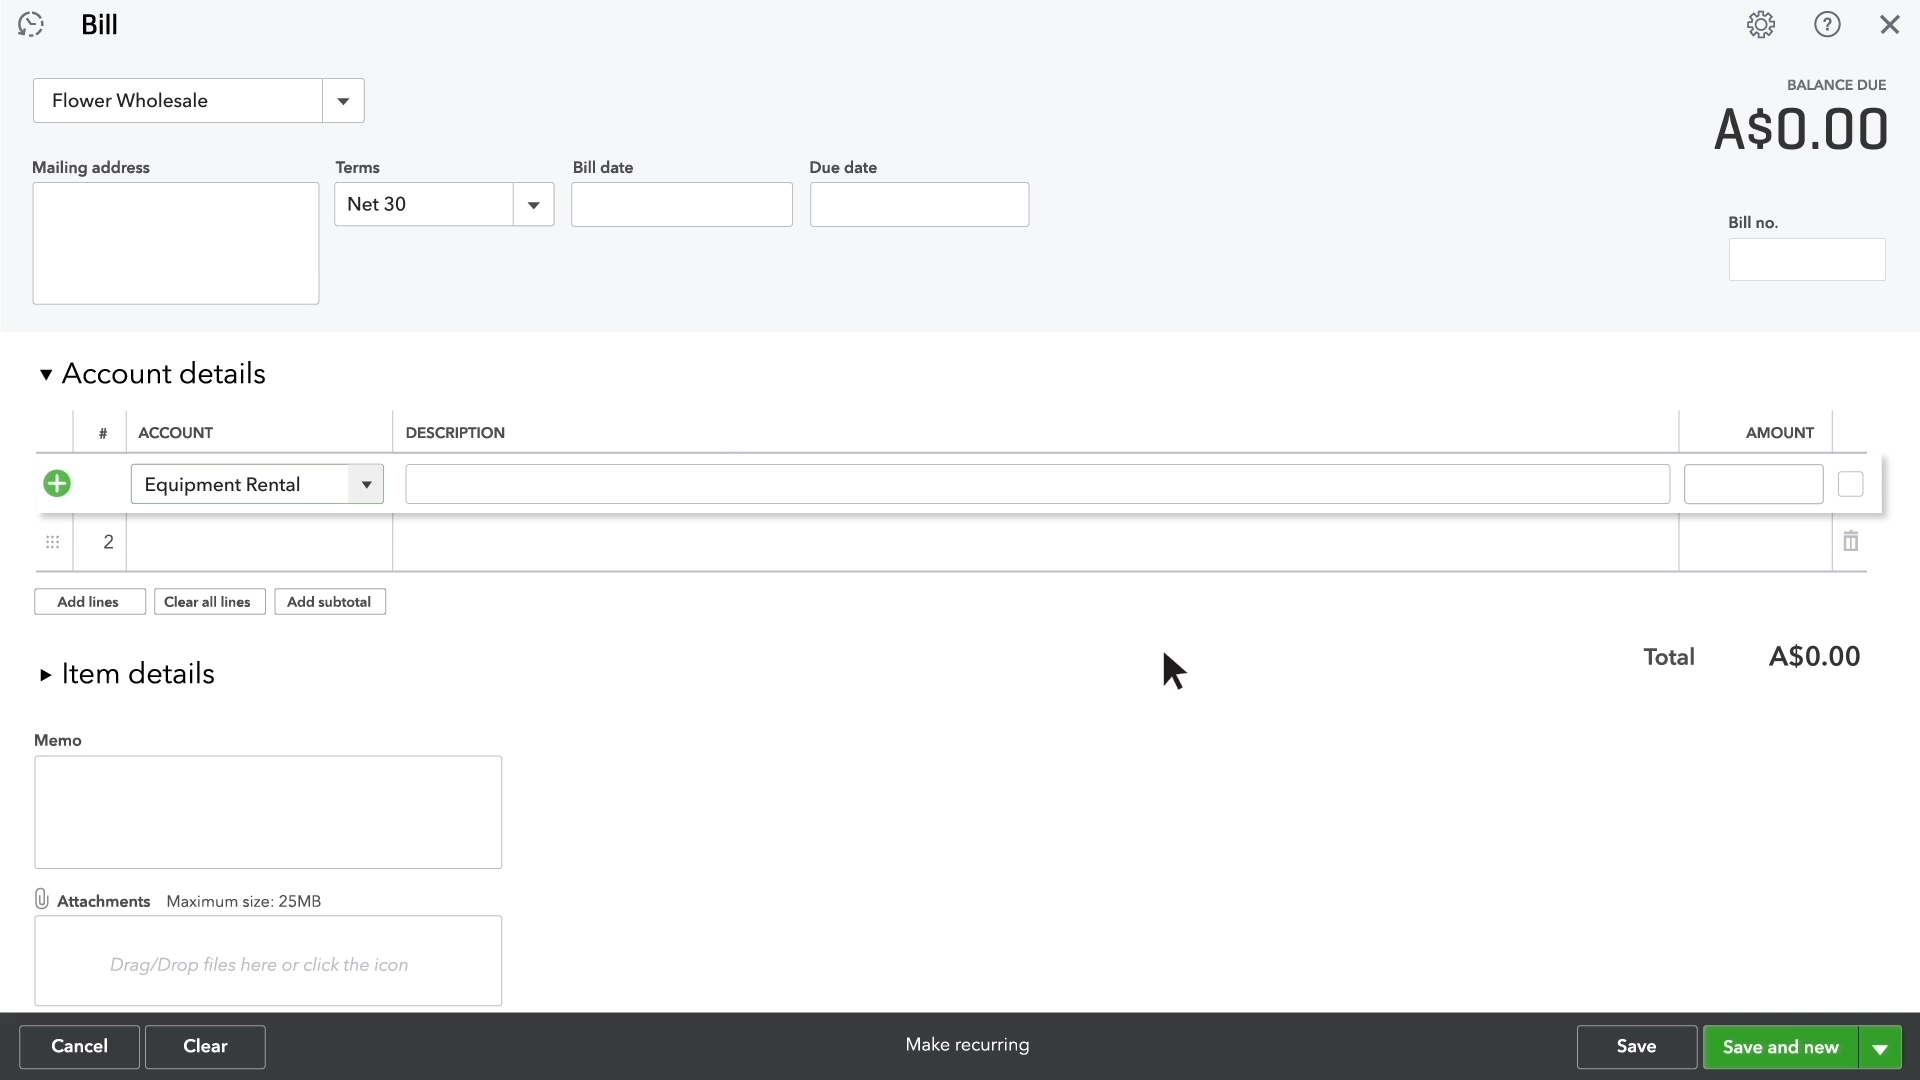 Bill
Flower Wholesale
BALANCE DUE
A$0.00
Mailing address
Terms
Bill date
Due date
Net 30
Bill no.
Account details
# ACCOUNT DESCRIPTION AMOUNT
Equipment Rental
2
Add lines
Clear all lines
Add subtotal
Total A$0.00
Item details
Memo
Attachments Maximum size: 25MB
Drag/Drop files here or click the icon
Cancel
Clear
Make recurring
Save
Save and new